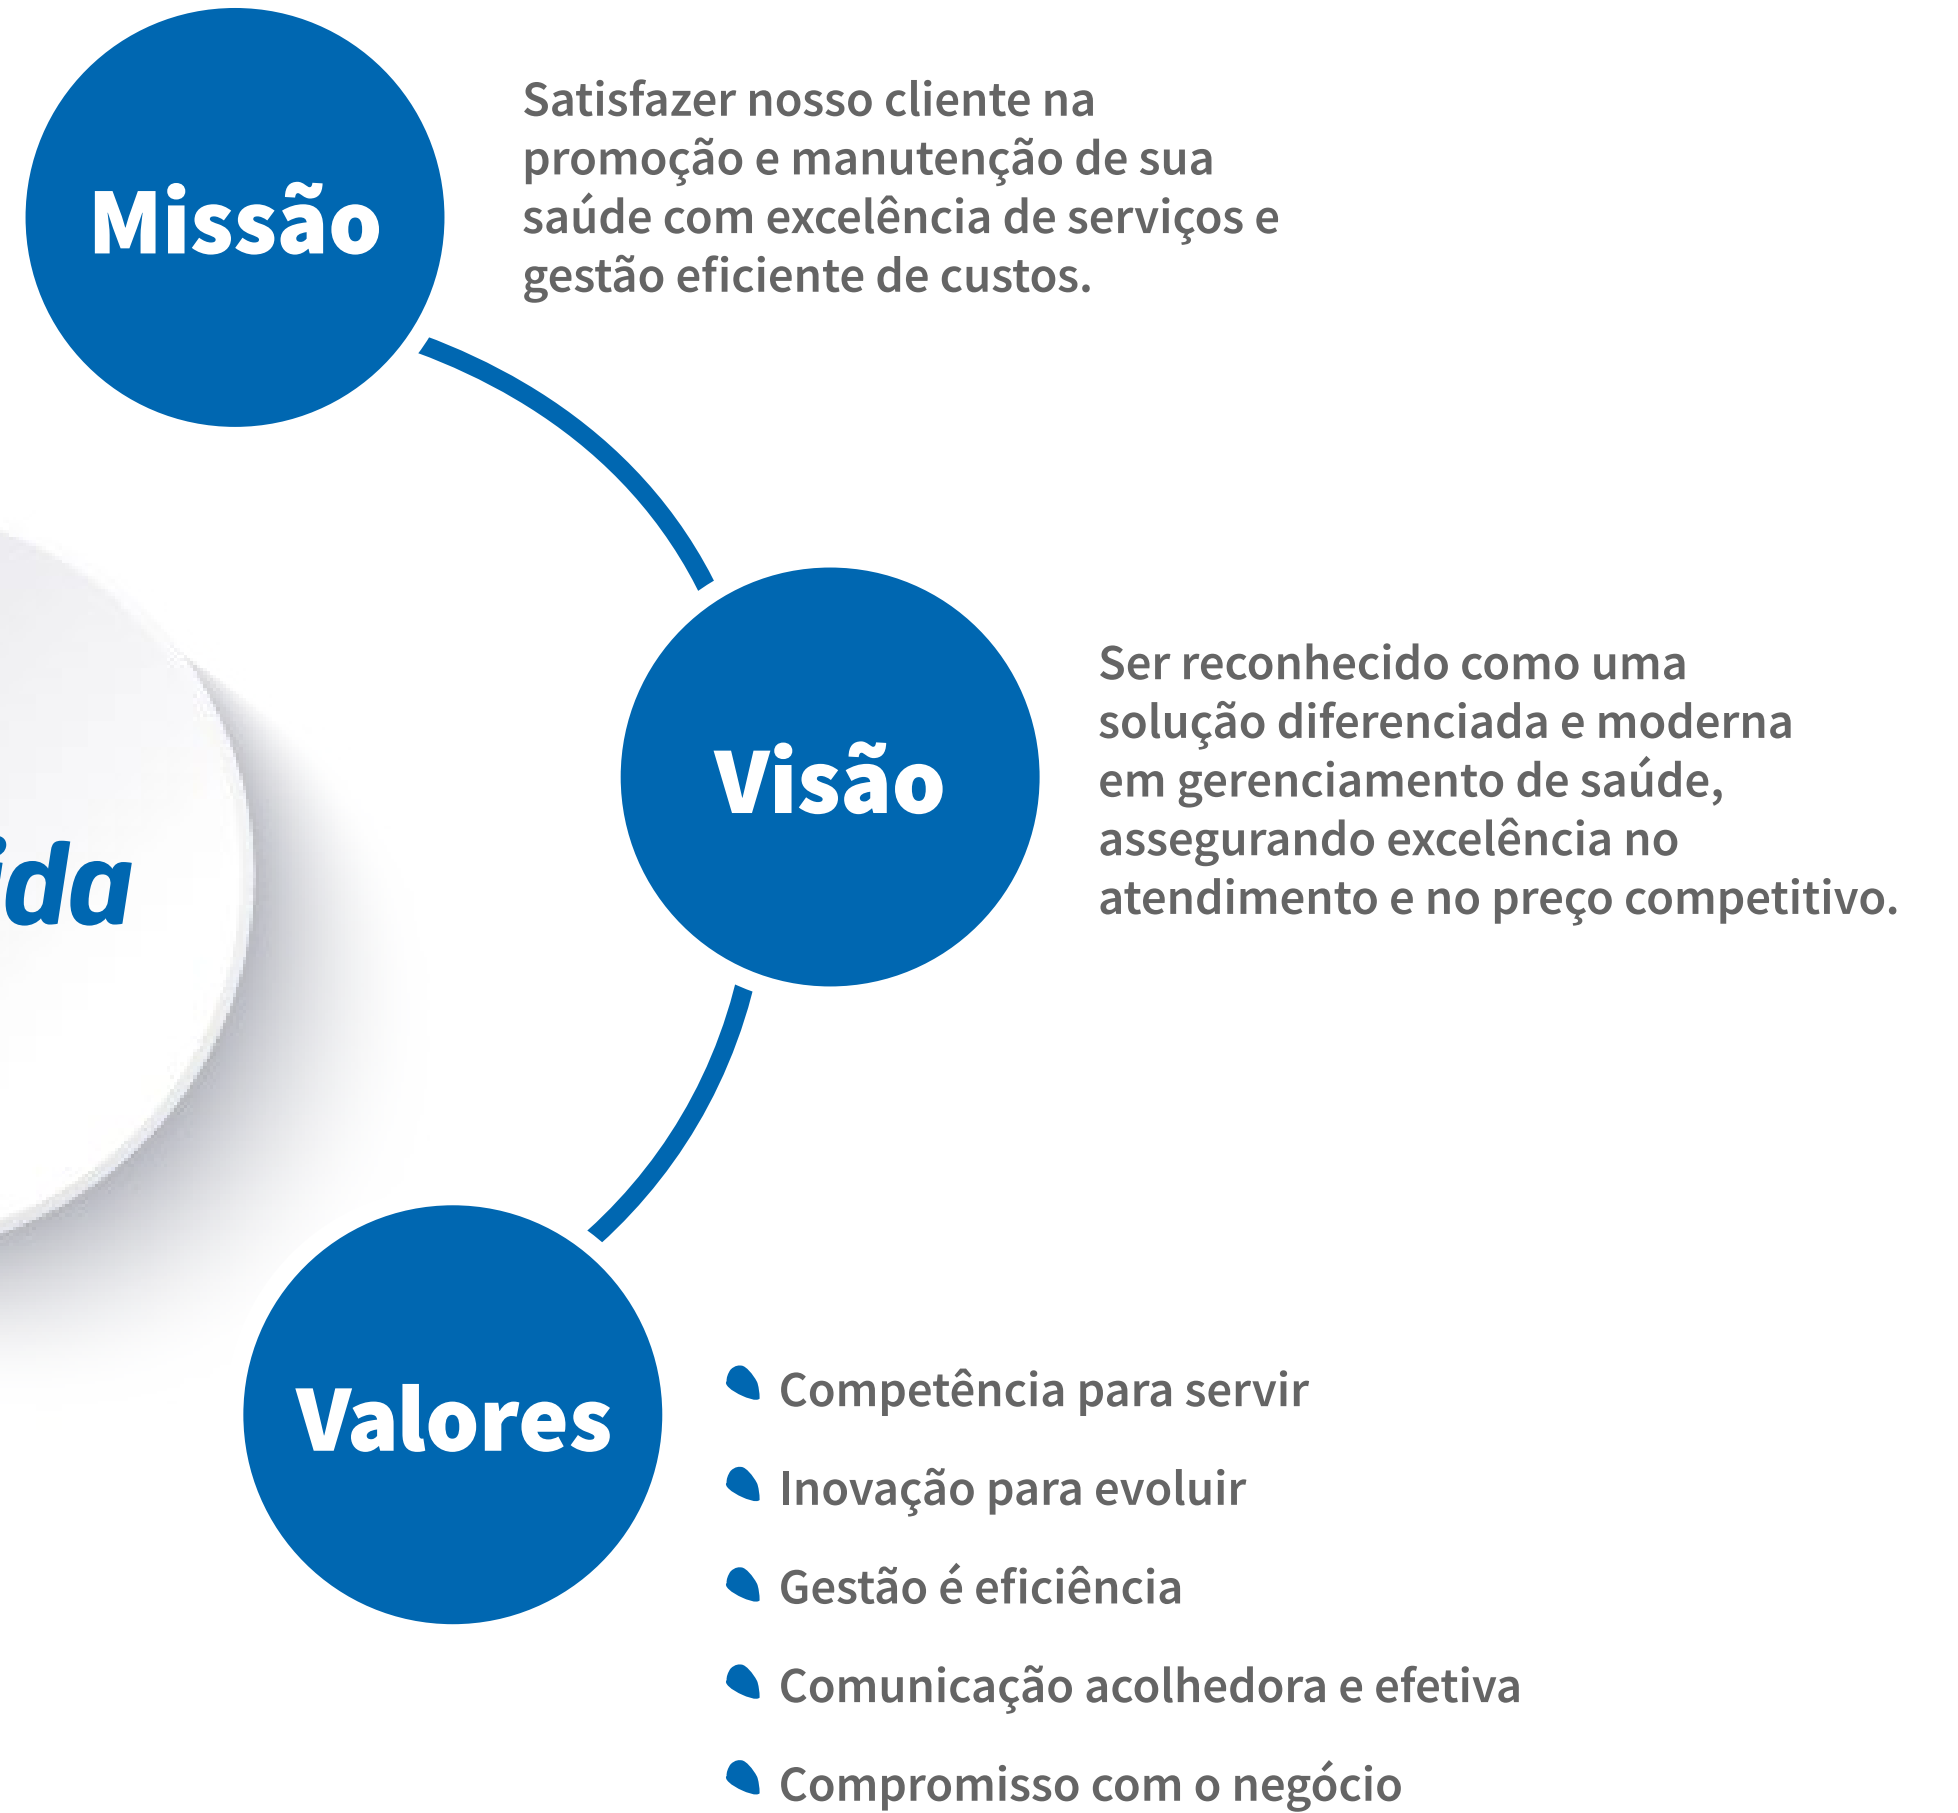 Missão
Satisfazer nosso cliente na
promoção e manutenção de sua
saúde com excelência de serviços e
gestão eficiente de custos.
Visão
Ser reconhecido como uma
solução diferenciada e moderna
em gerenciamento de saúde,
assegurando excelência no
atendimento e no preço competitivo.
Valores
Competência para servir
Inovação para evoluir
Gestão é eficiência
Comunicação acolhedora e efetiva
Compromisso com o negócio